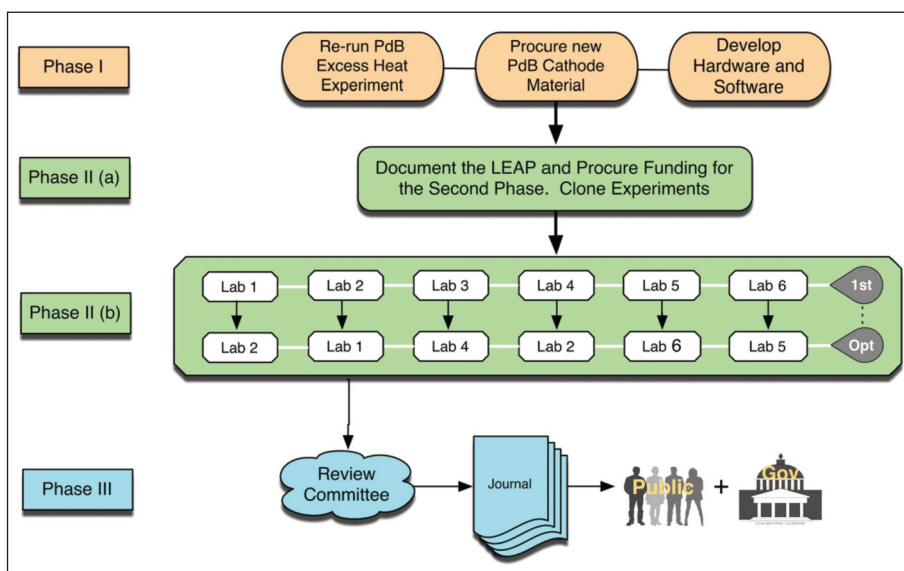 Phase I
Re-run PdB
Excess Heat
Experiment
Procure new
PdB Cathode
Material
Develop
Hardware and
Software
Phase II (a)
Document the LEAP and Procure Funding for
the Second Phase. Clone Experiments
Phase II (b)
Lab 1
Lab 2
Lab 3
Lab 4
Lab 5
Lab 6
1st
Lab 2
Lab 1
Lab 4
Lab 2
Lab 6
Lab 5
Opt
Phase III
Review
Committee
Journal
Public
+
Gov